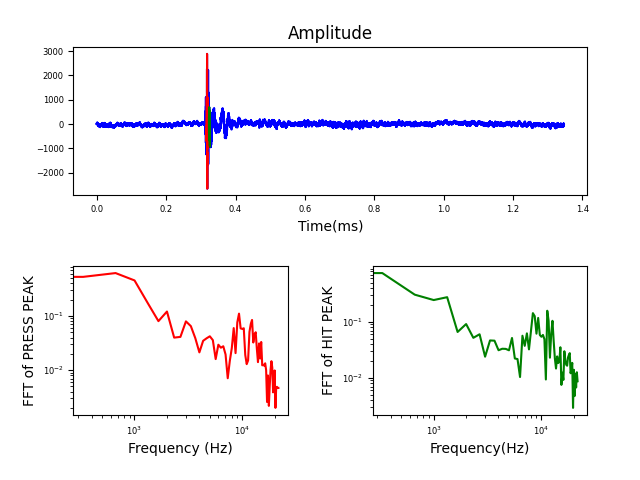 Amplitude
3000
2000
1000
0
−1000
−2000
0.0 0.2 0.4 0.6 0.8 1.0 1.2 1.4
Time(ms)
FFT of PRESS PEAK
10⁻¹
10⁻²
10³ 10⁴
Frequency (Hz)
FFT of HIT PEAK
10⁻¹
10⁻²
10³ 10⁴
Frequency(Hz)